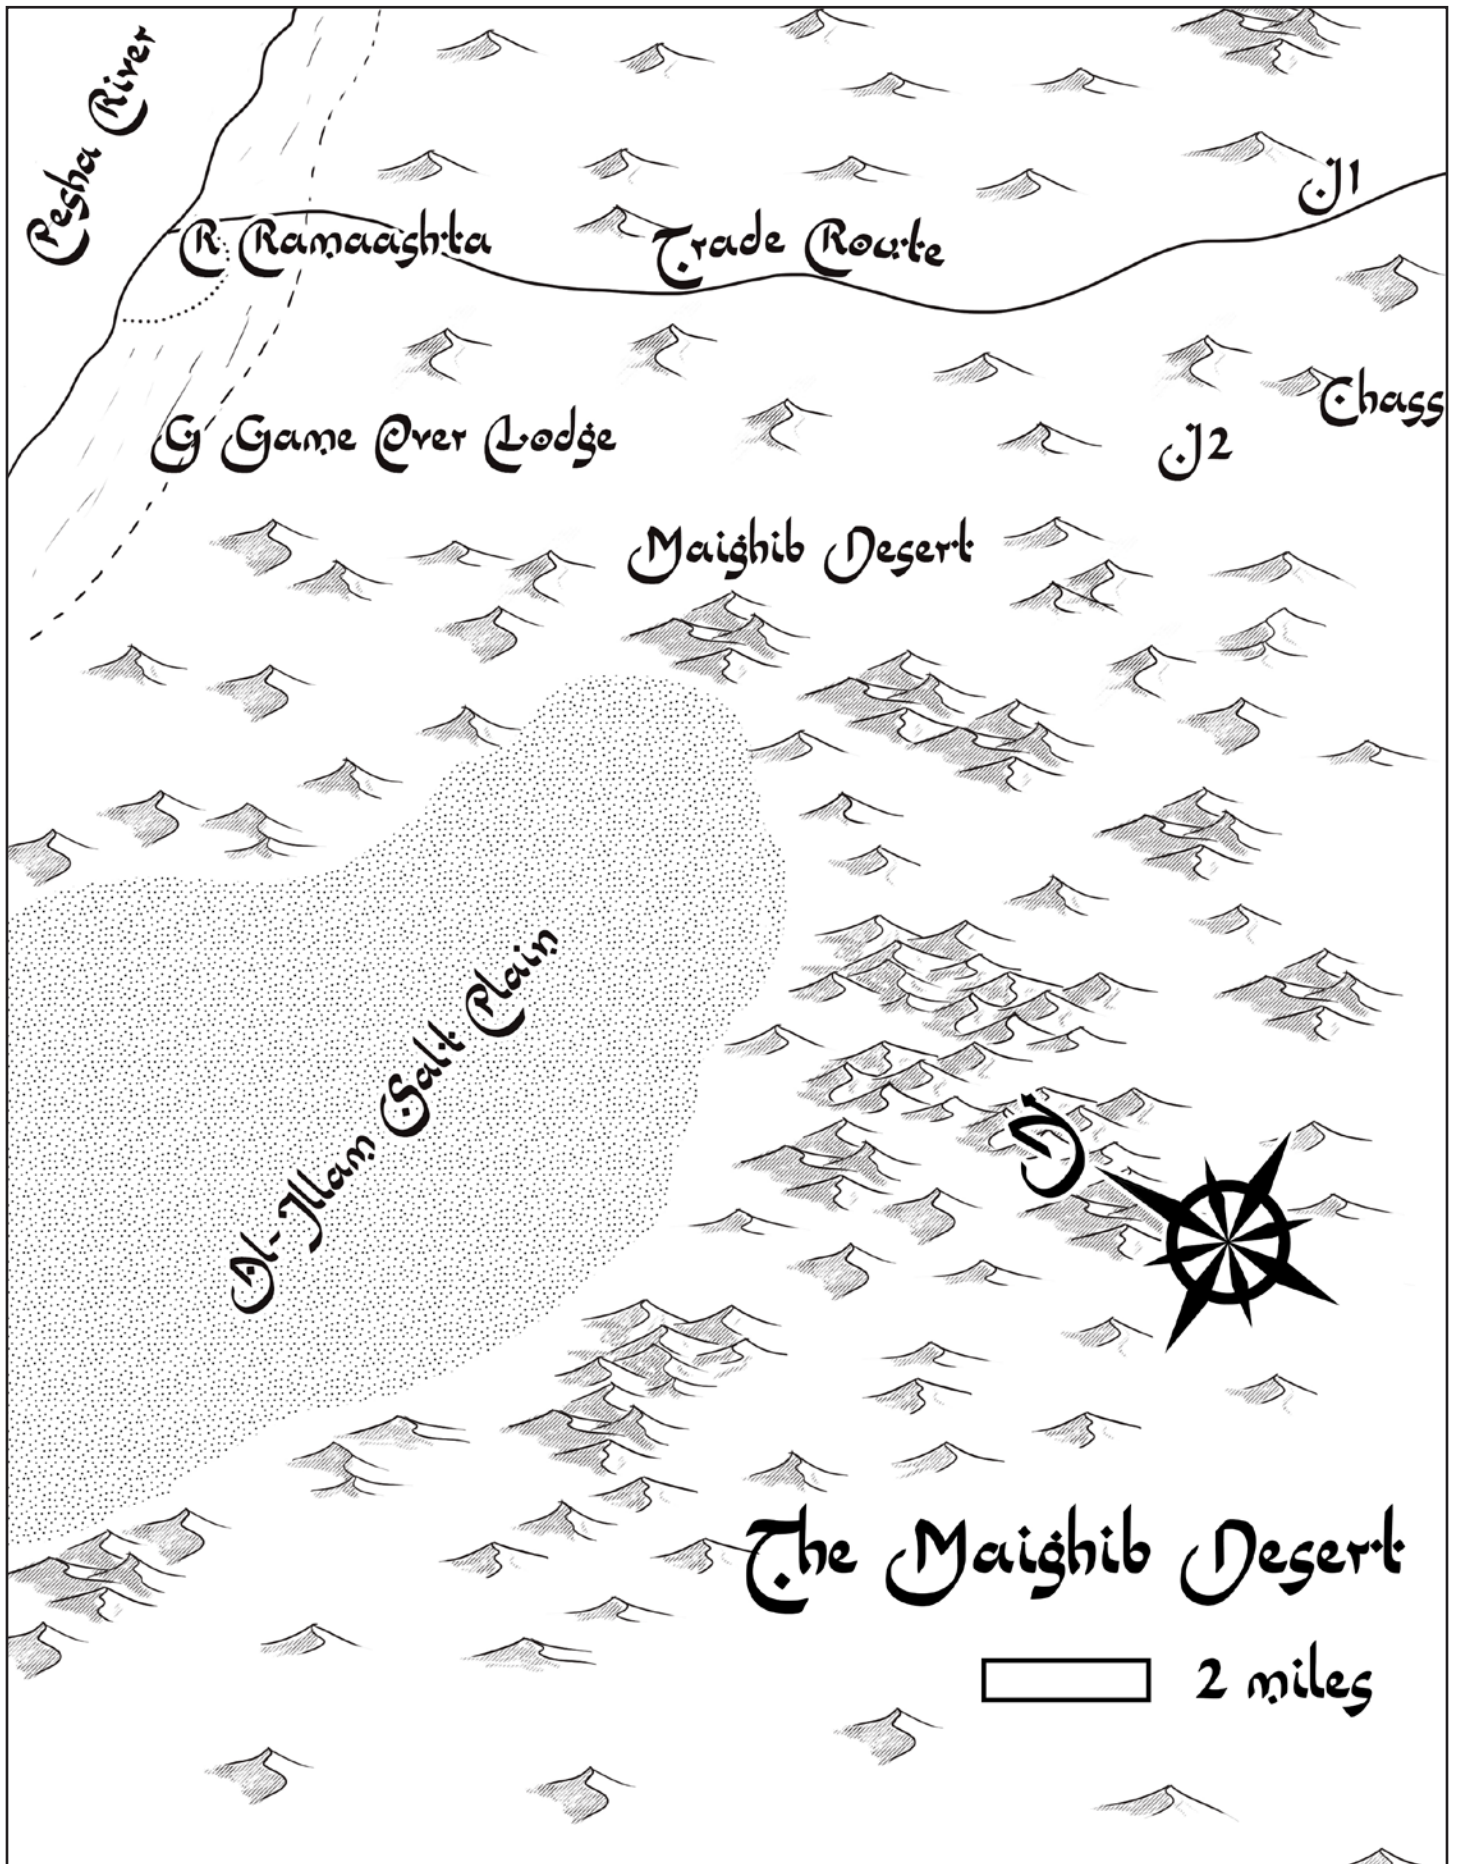 Pesha River
J1
R Ramaashta
Trade Route
Chass
G Game Over Lodge
J2
Maighib Desert
Al-Illam Salt Plain
N
The Maighib Desert
2 miles